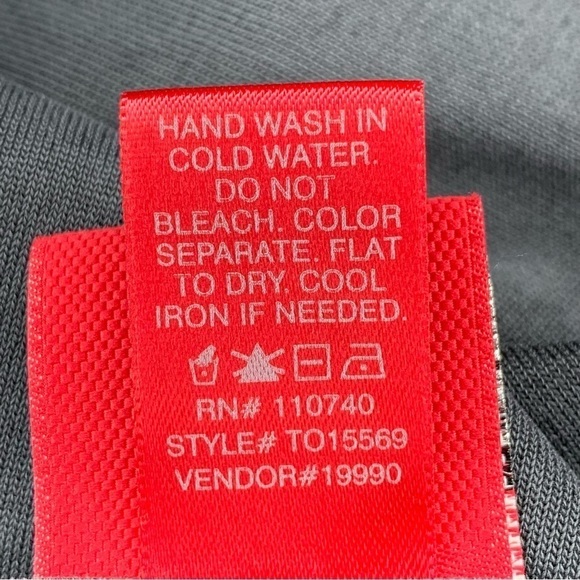 HAND WASH IN
COLD WATER.
DO NOT
BLEACH. COLOR
SEPARATE. FLAT
TO DRY. COOL
IRON IF NEEDED.
RN# 110740
STYLE# TO15569
VENDOR#19990